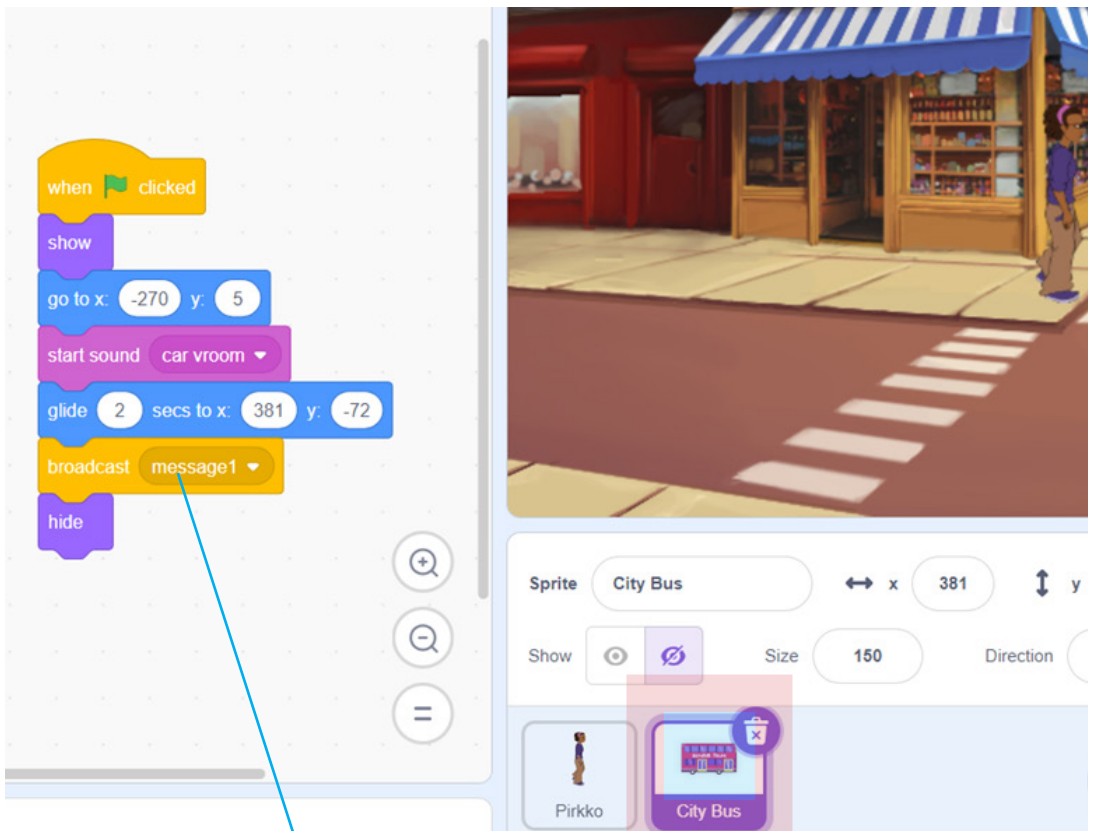 when clicked
show
go to x: -270 y: 5
start sound car vroom
glide 2 secs to x: 381 y: -72
broadcast message1
hide
Sprite City Bus x 381 y
Show Size 150 Direction
Pirkko City Bus